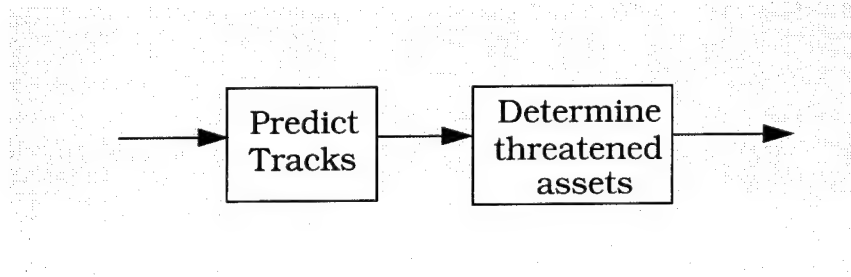 Predict
Tracks
Determine
threatened
assets